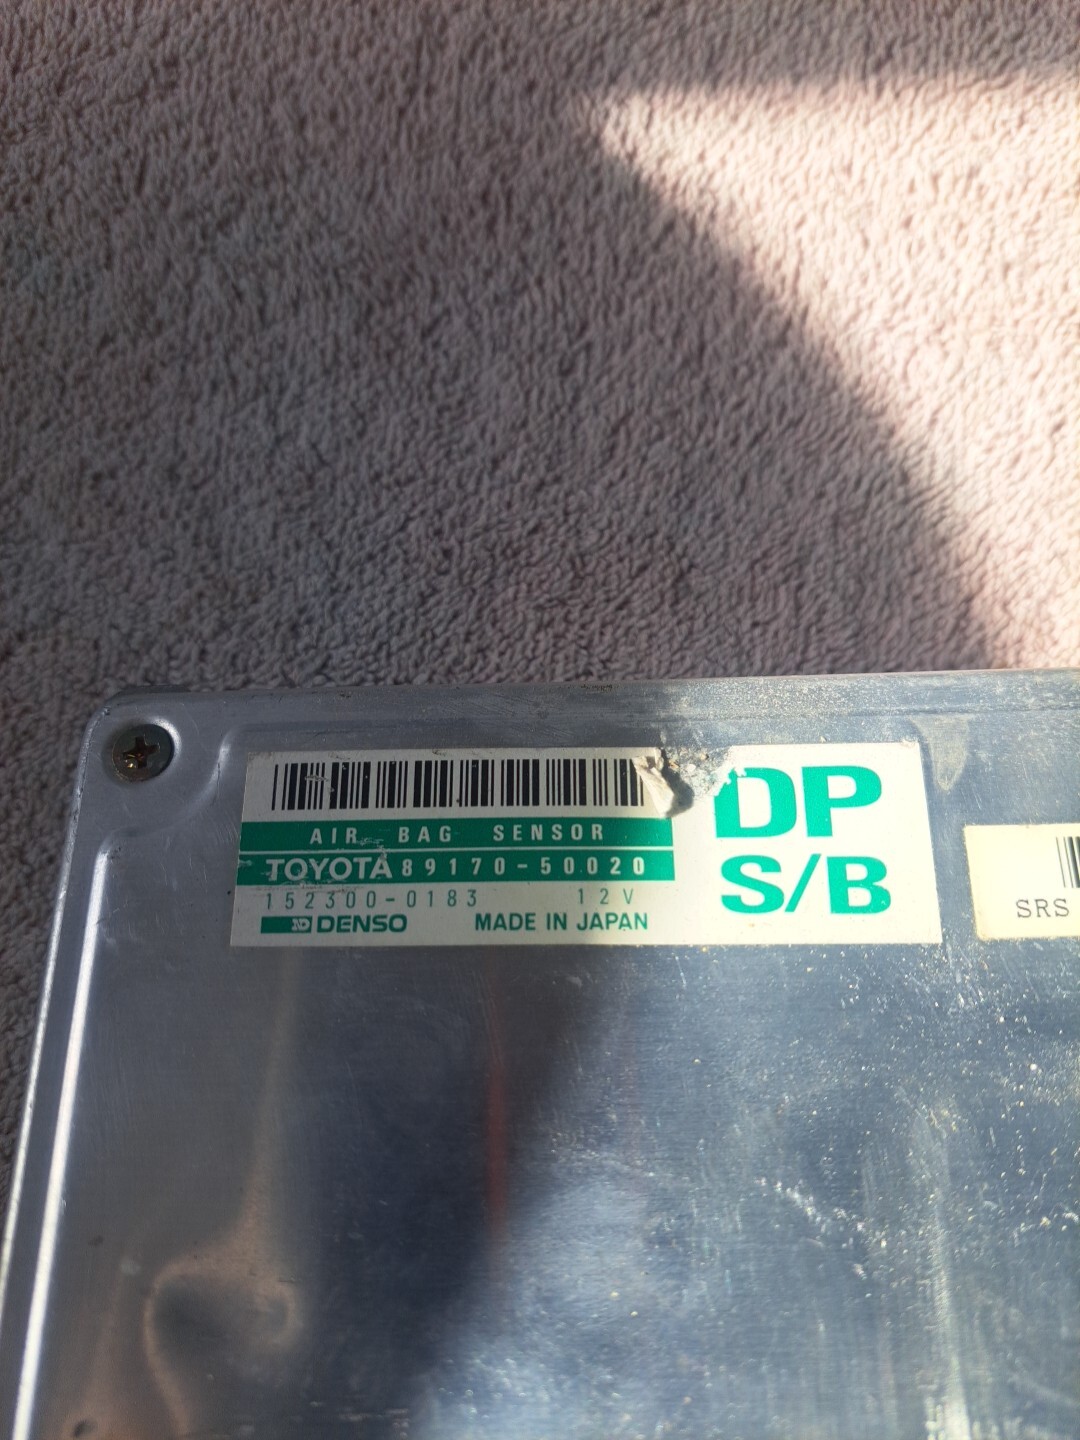 AIR BAG SENSOR
TOYOTA 89170-50020
152300-0183 12V
DENSO MADE IN JAPAN
DP
S/B
SRS